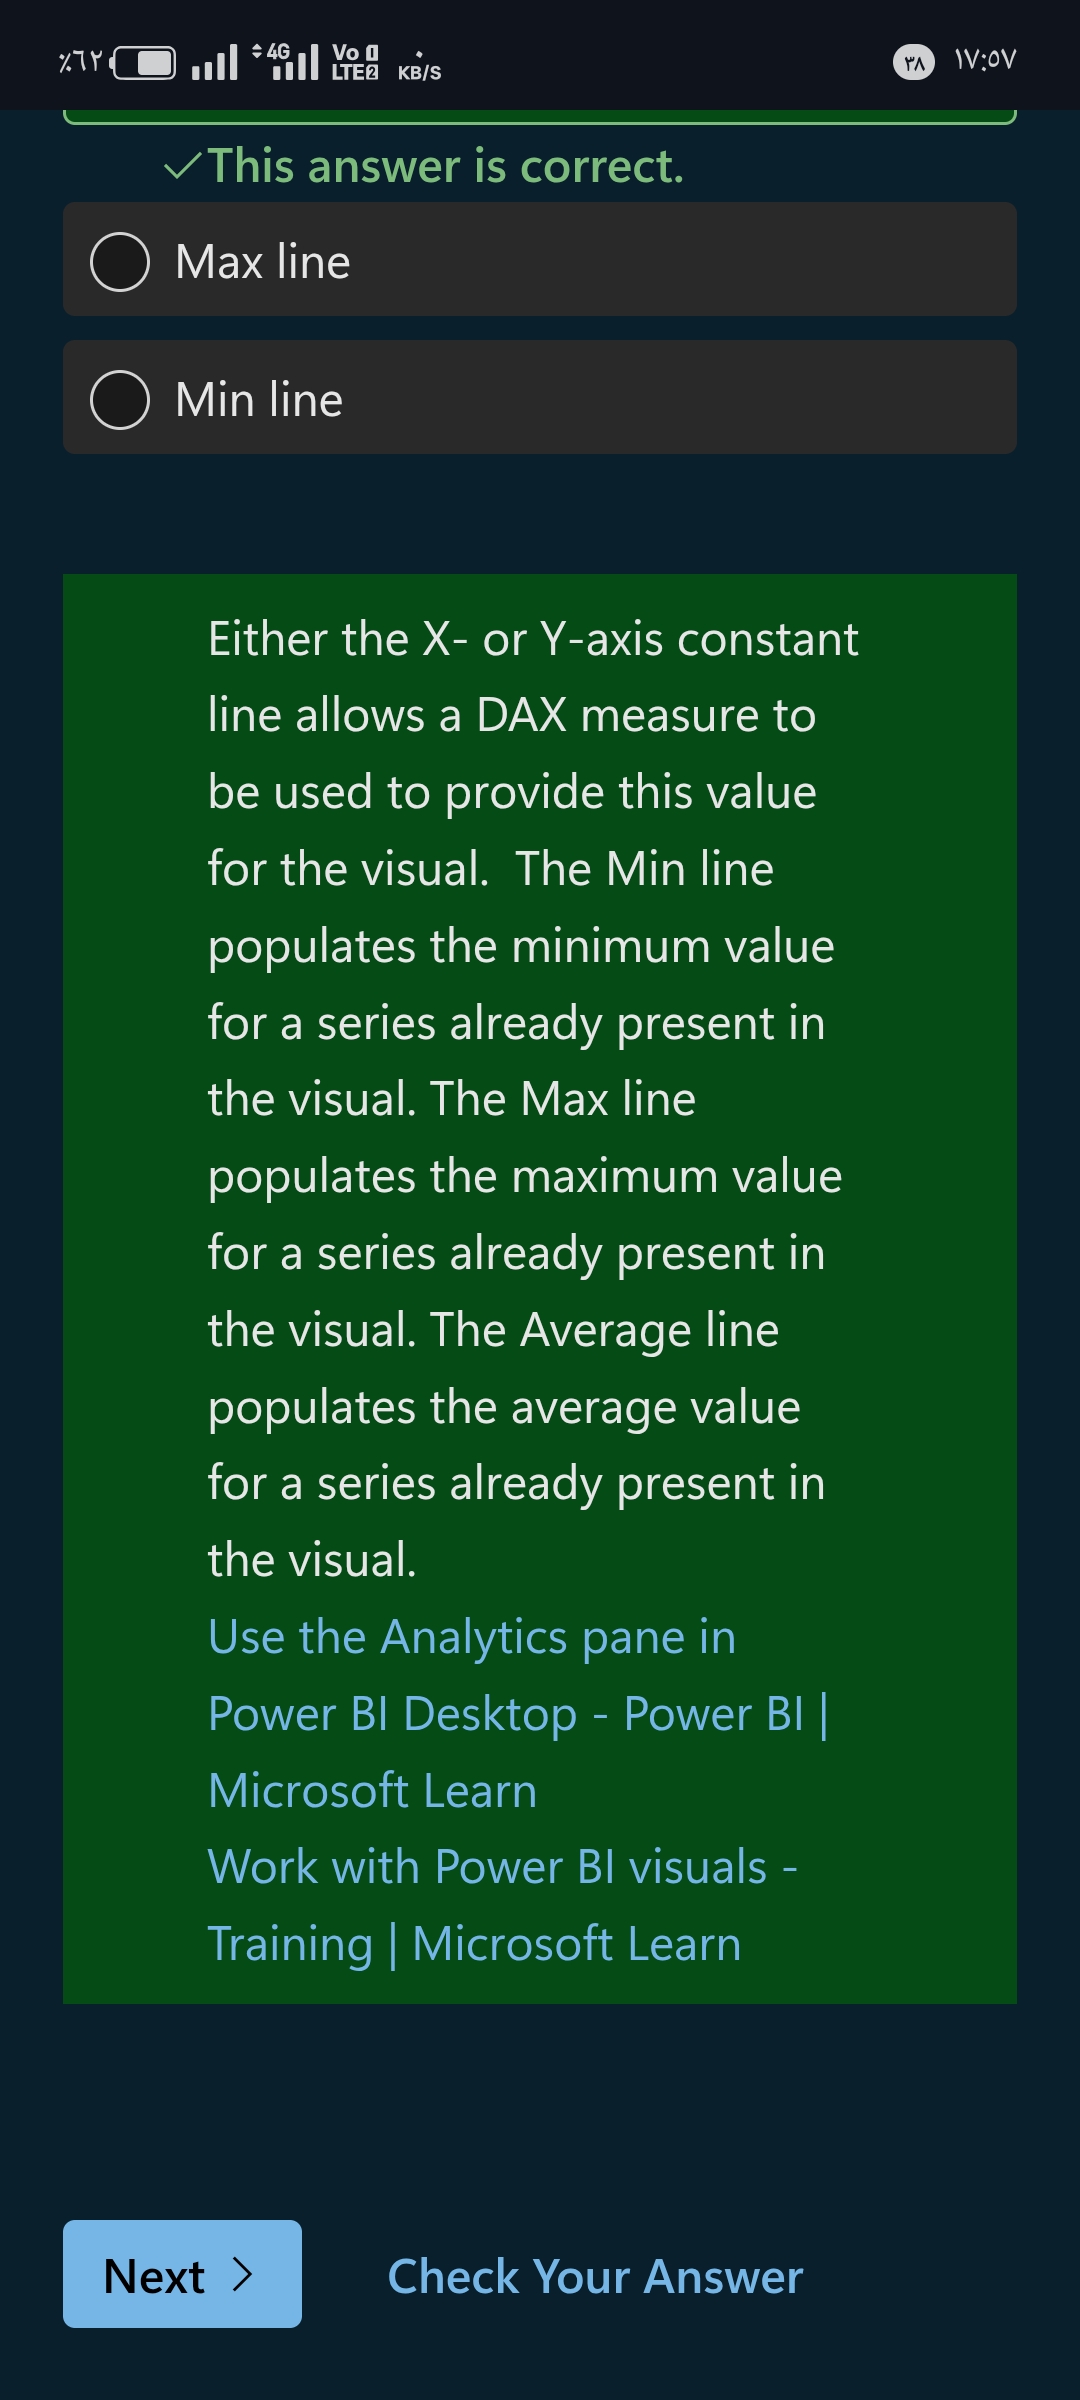 ٪٦٢ 4G Vo 1 LTE 2 ٠ KB/S ٣٨ ١٧:٥٧
This answer is correct.
Max line
Min line
Either the X- or Y-axis constant
line allows a DAX measure to
be used to provide this value
for the visual.  The Min line
populates the minimum value
for a series already present in
the visual. The Max line
populates the maximum value
for a series already present in
the visual. The Average line
populates the average value
for a series already present in
the visual.
Use the Analytics pane in
Power BI Desktop - Power BI |
Microsoft Learn
Work with Power BI visuals -
Training | Microsoft Learn
Next
Check Your Answer